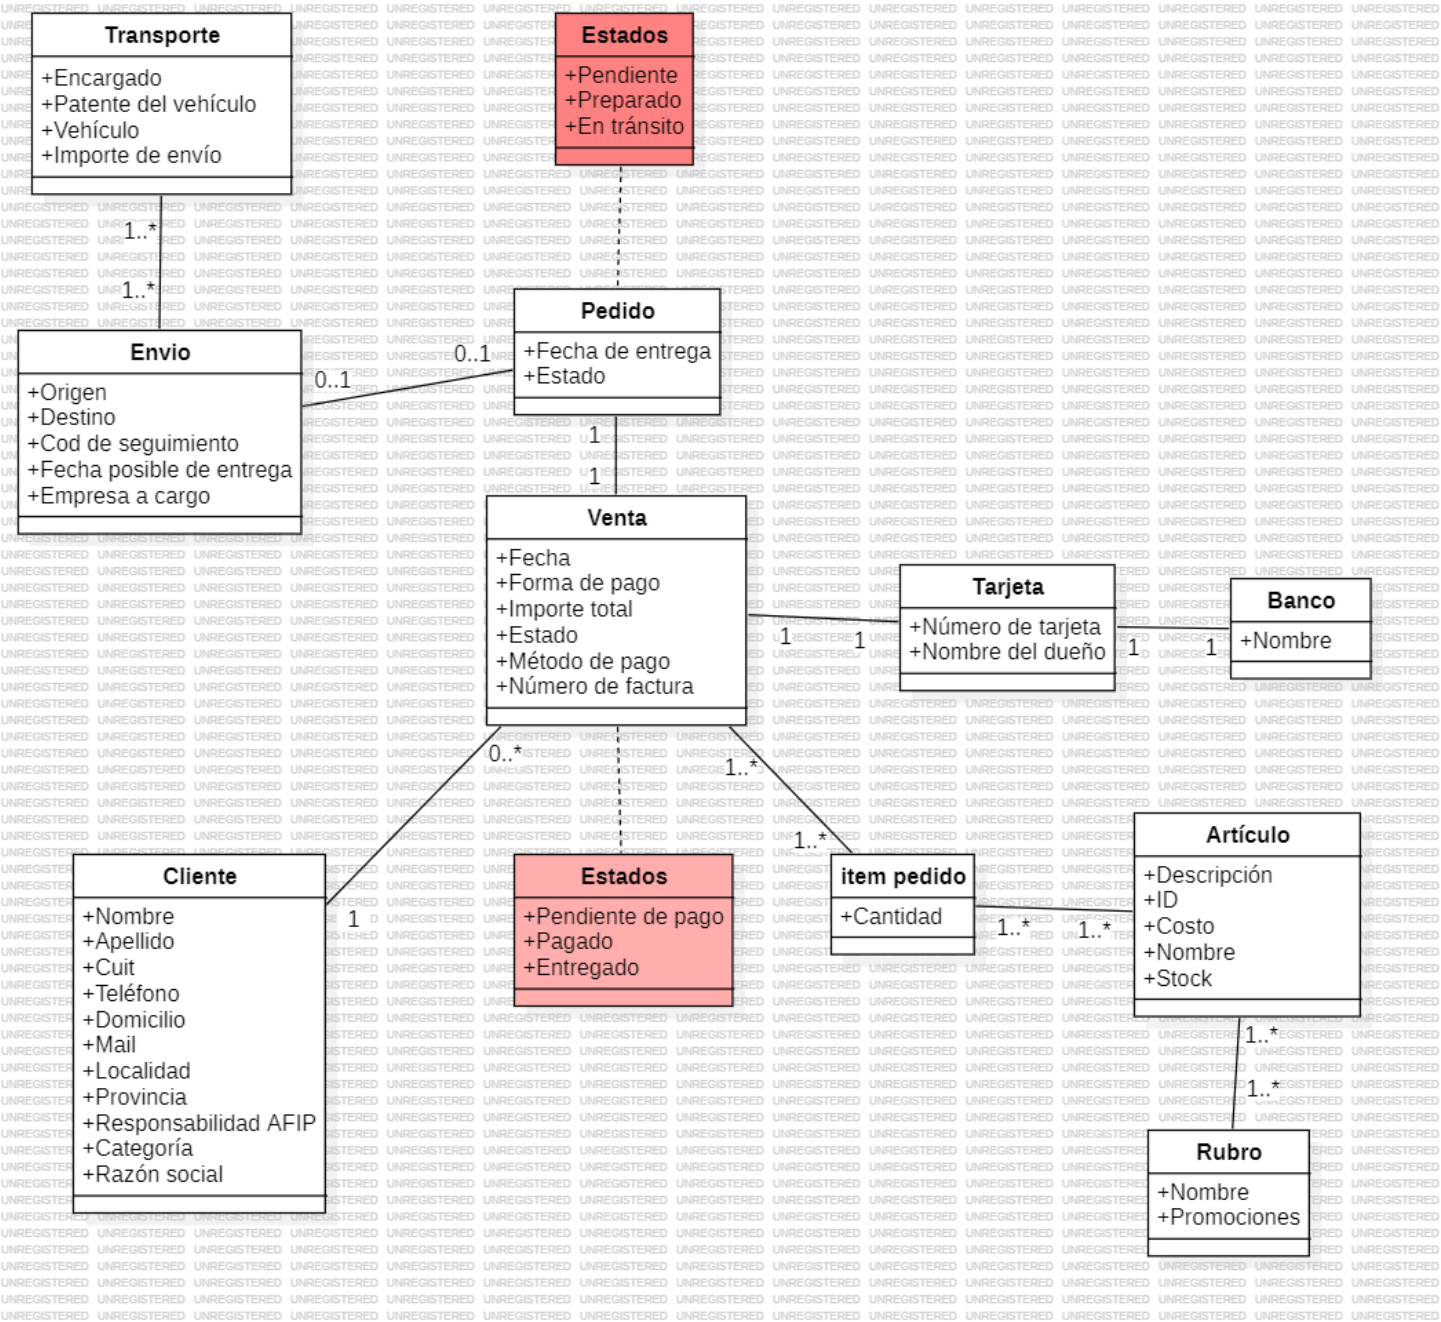 Transporte
+Encargado
+Patente del vehículo
+Vehículo
+Importe de envío
Estados
+Pendiente
+Preparado
+En tránsito
1..*
1..*
Envio
+Origen
+Destino
+Cod de seguimiento
+Fecha posible de entrega
+Empresa a cargo
0..1
0..1
Pedido
+Fecha de entrega
+Estado
1
1
Venta
+Fecha
+Forma de pago
+Importe total
+Estado
+Método de pago
+Número de factura
1
1
Tarjeta
+Número de tarjeta
+Nombre del dueño
1
1
Banco
+Nombre
0..*
1
1..*
1..*
Cliente
+Nombre
+Apellido
+Cuit
+Teléfono
+Domicilio
+Mail
+Localidad
+Provincia
+Responsabilidad AFIP
+Categoría
+Razón social
Estados
+Pendiente de pago
+Pagado
+Entregado
item pedido
+Cantidad
1..*
1..*
Artículo
+Descripción
+ID
+Costo
+Nombre
+Stock
1..*
1..*
Rubro
+Nombre
+Promociones
UNREGISTERED